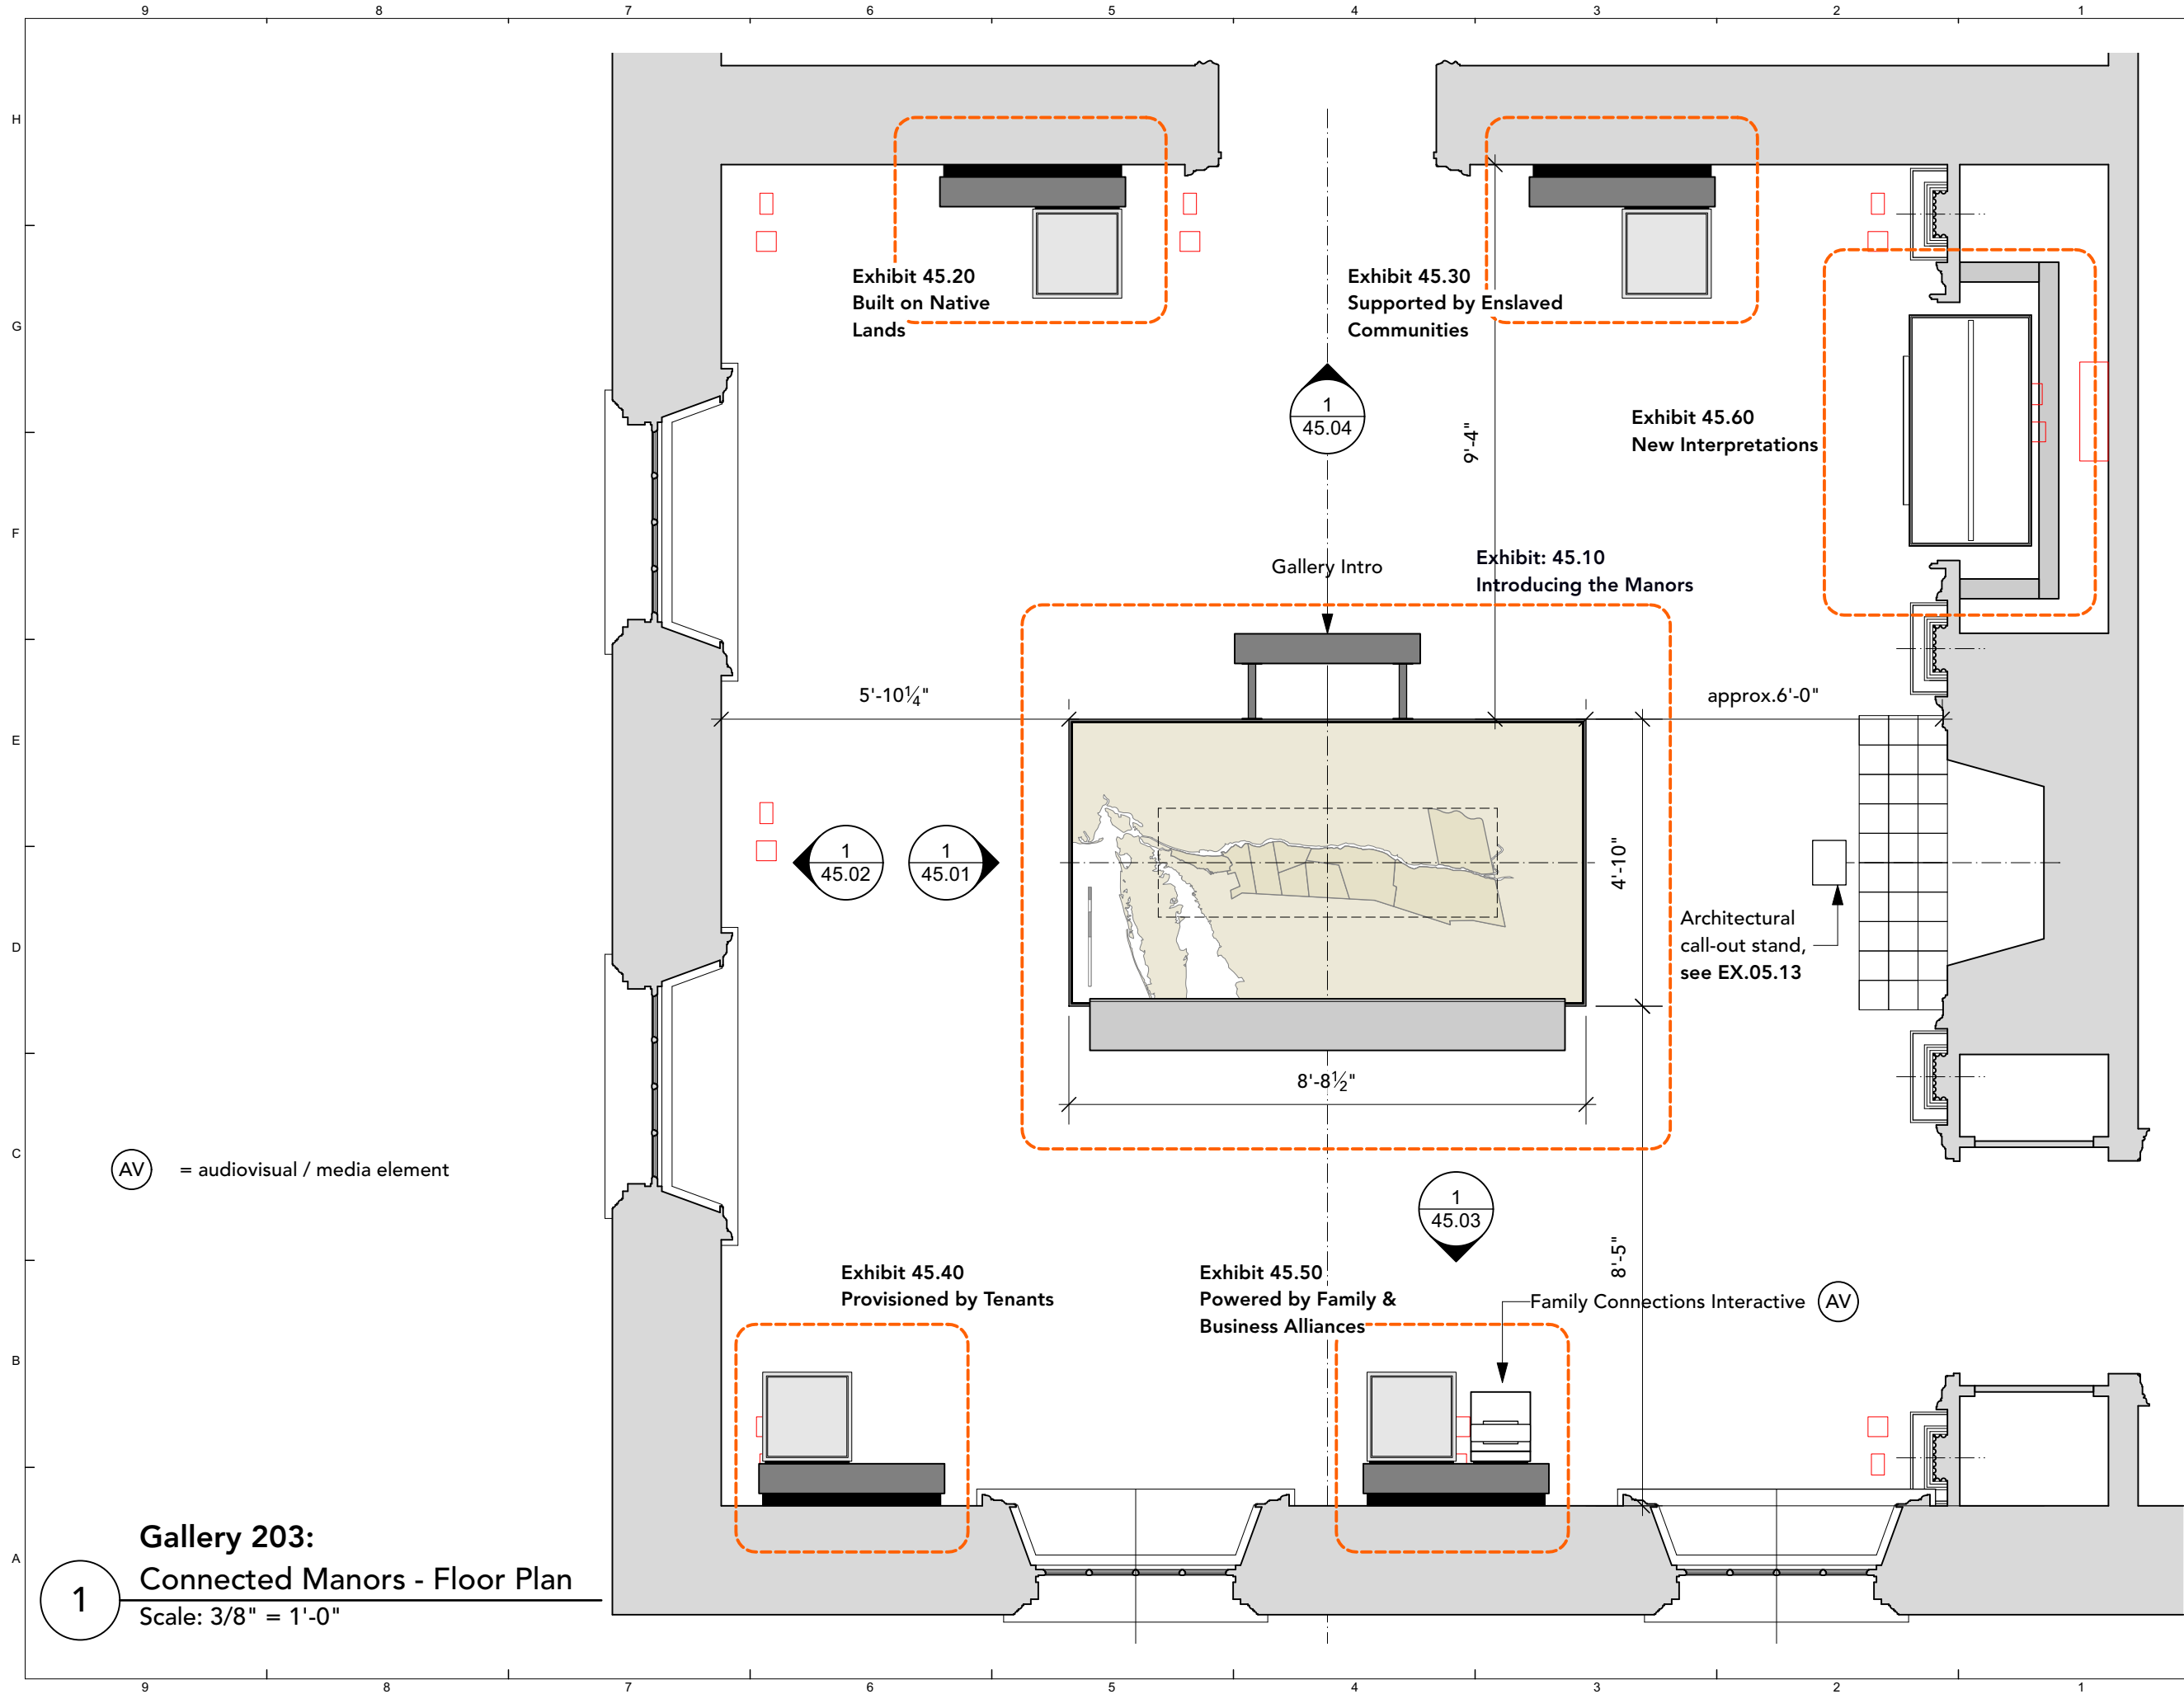 9 8 7 6 5 4 3 2 1
H
G
F
E
D
C
B
A
Exhibit 45.20
Built on Native
Lands
Exhibit 45.30
Supported by Enslaved
Communities
1
45.04
9'-4"
Exhibit 45.60
New Interpretations
Gallery Intro
Exhibit: 45.10
Introducing the Manors
5'-10¼"
approx.6'-0"
1
45.02
1
45.01
4'-10"
Architectural
call-out stand,
see EX.05.13
8'-8½"
AV = audiovisual / media element
1
45.03
8'-5"
Exhibit 45.40
Provisioned by Tenants
Exhibit 45.50
Powered by Family &
Business Alliances
Family Connections Interactive AV
1
Gallery 203:
Connected Manors - Floor Plan
Scale: 3/8" = 1'-0"
9 8 7 6 5 4 3 2 1